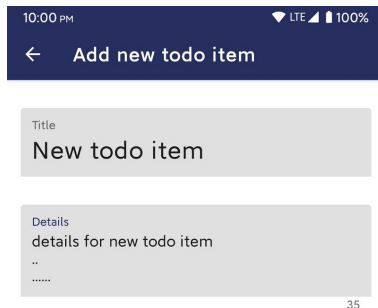 10:00 PM LTE 100%
Add new todo item
Title
New todo item
Details
details for new todo item
..
......
35